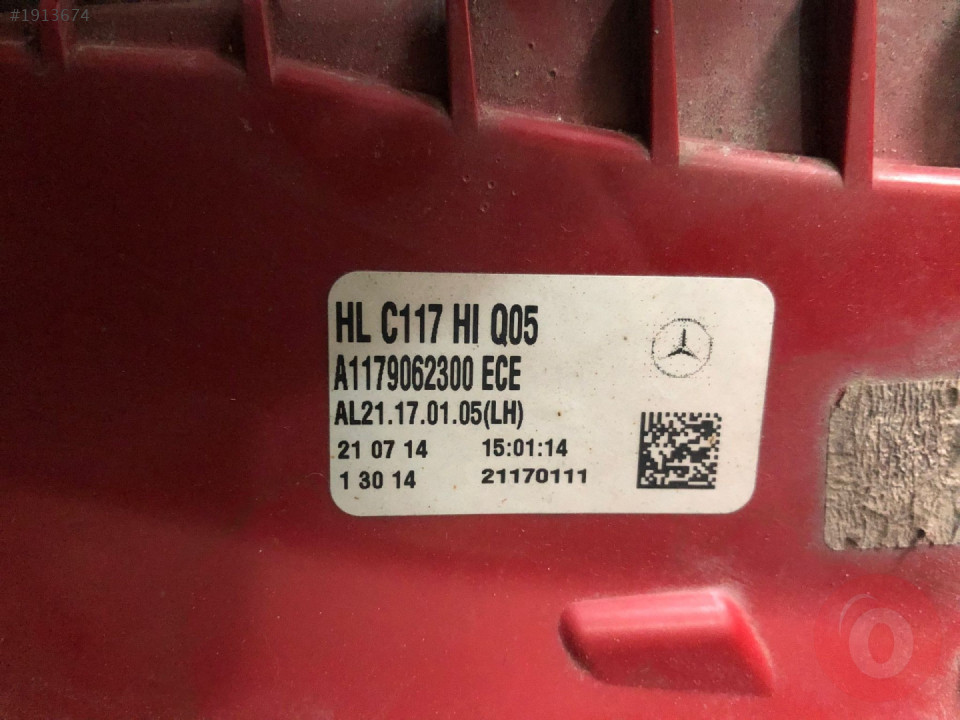 #1913674
HL C117 HI Q05
A1179062300 ECE
AL21.17.01.05(LH)
21 07 14 15:01:14
1 30 14 21170111